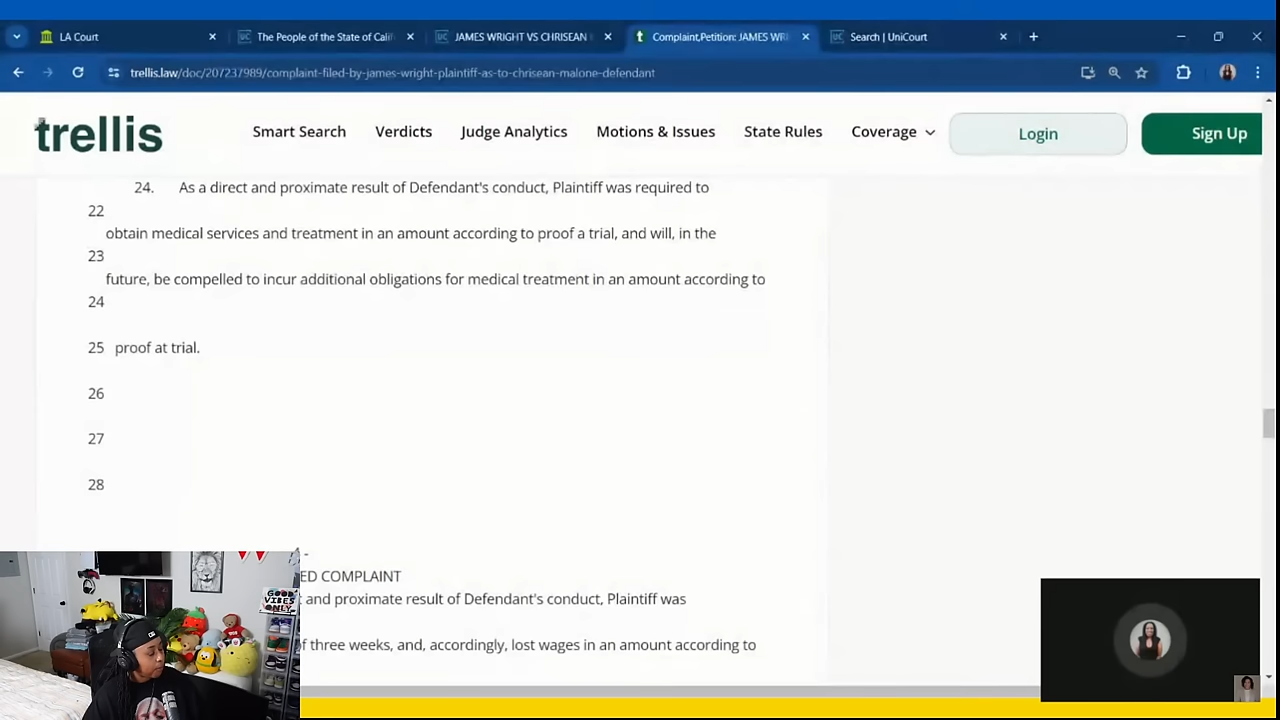 LA Court
The People of the State of Calif
JAMES WRIGHT VS CHRISEAN
Complaint,Petition: JAMES WRI
Search | UniCourt
trellis.law/doc/207237989/complaint-filed-by-james-wright-plaintiff-as-to-chrisean-malone-defendant
trellis
Smart Search
Verdicts
Judge Analytics
Motions & Issues
State Rules
Coverage
Login
Sign Up
24. As a direct and proximate result of Defendant's conduct, Plaintiff was required to
22
obtain medical services and treatment in an amount according to proof a trial, and will, in the
23
future, be compelled to incur additional obligations for medical treatment in an amount according to
24
25 proof at trial.
26
27
28
-
ED COMPLAINT
and proximate result of Defendant's conduct, Plaintiff was
of three weeks, and, accordingly, lost wages in an amount according to
GOOD
VIBES
ONLY